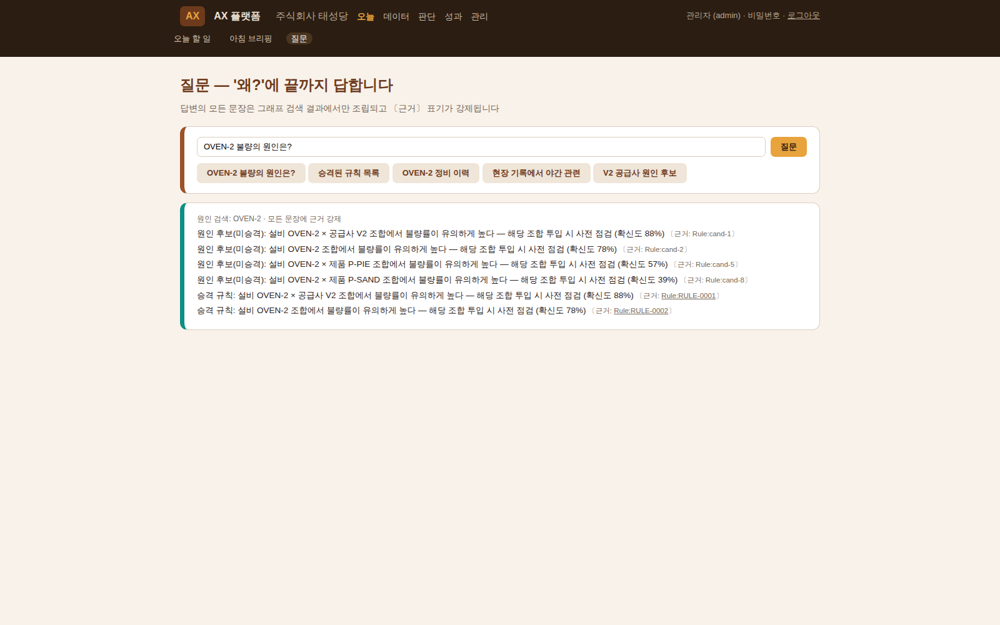 AX AX 플랫폼 주식회사 태성당 오늘 데이터 판단 성과 관리 관리자 (admin) · 비밀번호 · 로그아웃
오늘 할 일 아침 브리핑 질문
질문 — '왜?'에 끝까지 답합니다
답변의 모든 문장은 그래프 검색 결과에서만 조립되고 〔근거〕 표기가 강제됩니다
OVEN-2 불량의 원인은? 질문
OVEN-2 불량의 원인은? 승격된 규칙 목록 OVEN-2 정비 이력 현장 기록에서 야간 관련 V2 공급사 원인 후보
원인 검색: OVEN-2 · 모든 문장에 근거 강제
원인 후보(미승격): 설비 OVEN-2 × 공급사 V2 조합에서 불량률이 유의하게 높다 — 해당 조합 투입 시 사전 점검 (확신도 88%) 〔근거: Rule:cand-1〕
원인 후보(미승격): 설비 OVEN-2 조합에서 불량률이 유의하게 높다 — 해당 조합 투입 시 사전 점검 (확신도 78%) 〔근거: Rule:cand-2〕
원인 후보(미승격): 설비 OVEN-2 × 제품 P-PIE 조합에서 불량률이 유의하게 높다 — 해당 조합 투입 시 사전 점검 (확신도 57%) 〔근거: Rule:cand-5〕
원인 후보(미승격): 설비 OVEN-2 × 제품 P-SAND 조합에서 불량률이 유의하게 높다 — 해당 조합 투입 시 사전 점검 (확신도 39%) 〔근거: Rule:cand-8〕
승격 규칙: 설비 OVEN-2 × 공급사 V2 조합에서 불량률이 유의하게 높다 — 해당 조합 투입 시 사전 점검 (확신도 88%) 〔근거: Rule:RULE-0001〕
승격 규칙: 설비 OVEN-2 조합에서 불량률이 유의하게 높다 — 해당 조합 투입 시 사전 점검 (확신도 78%) 〔근거: Rule:RULE-0002〕